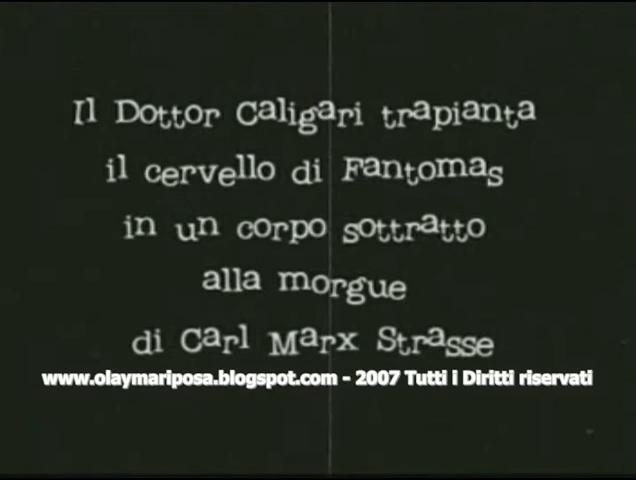 Il Dottor Caligari trapianta
il cervello di Fantomas
in un corpo sottratto
alla morgue
di Carl Marx Strasse
www.olaymariposa.blogspot.com - 2007 Tutti i Diritti riservati